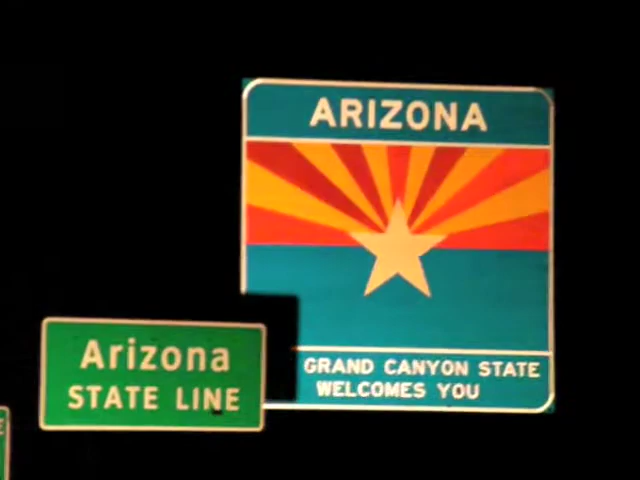 ARIZONA
GRAND CANYON STATE
WELCOMES YOU
Arizona
STATE LINE